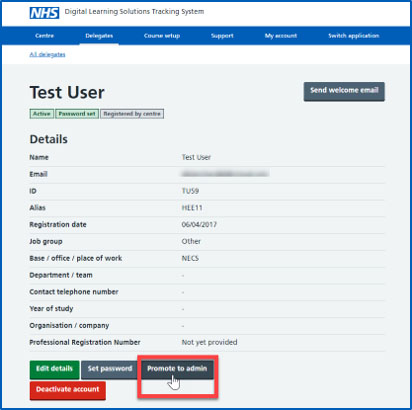 NHS Digital Learning Solutions Tracking System
Centre Delegates Course setup Support My account Switch application
All delegates
Test User Send welcome email
Active Password set Registered by centre
Details
Name Test User
Email
ID TU59
Alias HEE11
Registration date 06/04/2017
Job group Other
Base / office / place of work NECS
Department / team -
Contact telephone number -
Year of study -
Organisation / company -
Professional Registration Number Not yet provided
Edit details Set password Promote to admin
Deactivate account